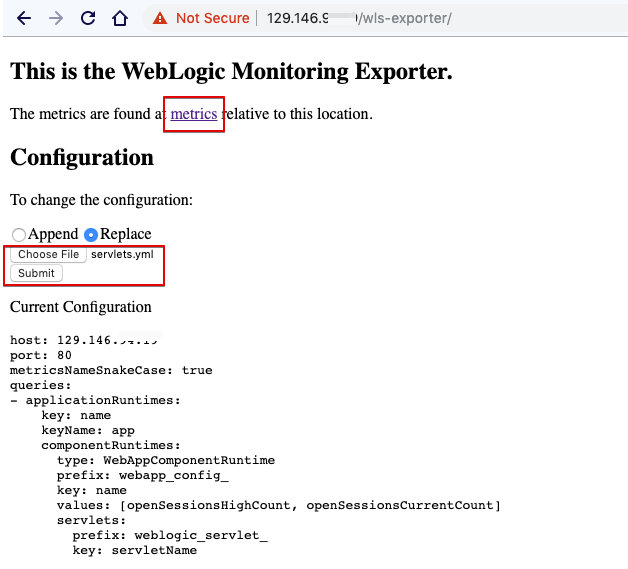 Not Secure 129.146. /wls-exporter/
This is the WebLogic Monitoring Exporter.
The metrics are found at metrics relative to this location.
Configuration
To change the configuration:
Append Replace
Choose File servlets.yml
Submit
Current Configuration
host: 129.146.
port: 80
metricsNameSnakeCase: true
queries:
- applicationRuntimes:
key: name
keyName: app
componentRuntimes:
type: WebAppComponentRuntime
prefix: webapp_config_
key: name
values: [openSessionsHighCount, openSessionsCurrentCount]
servlets:
prefix: weblogic_servlet_
key: servletName